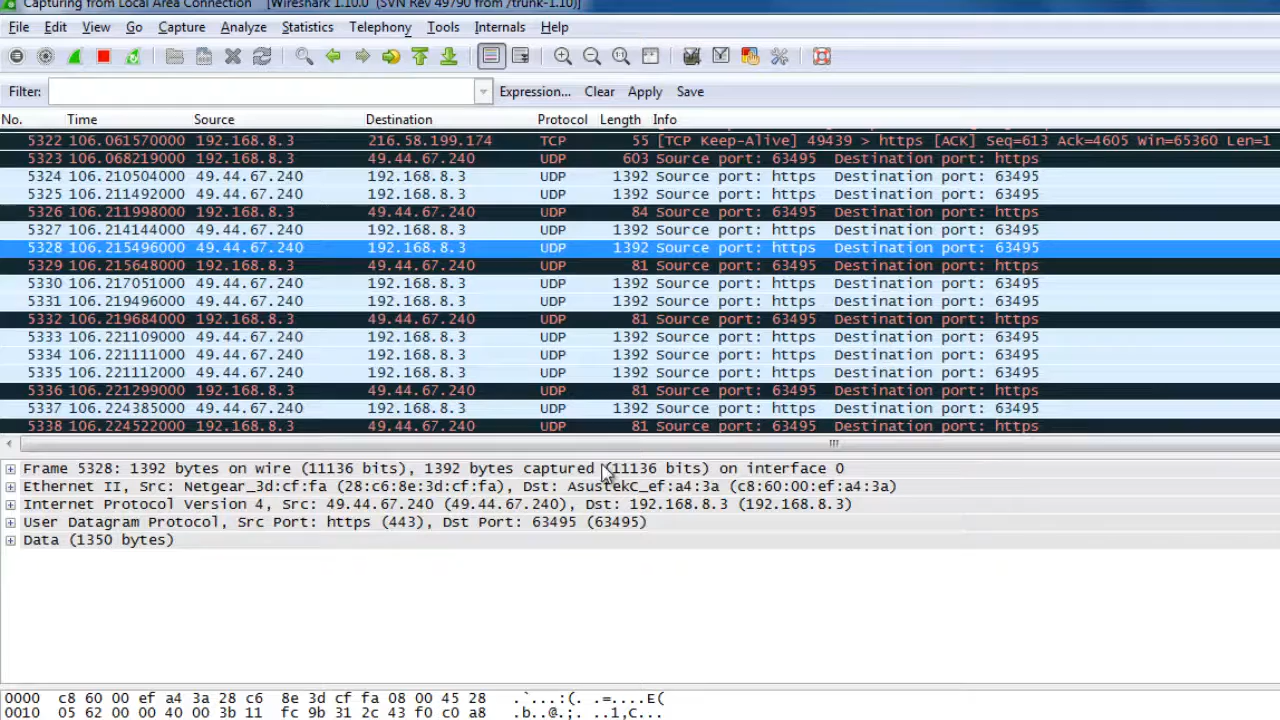 Capturing from Local Area Connection [Wireshark 1.10.0 (SVN Rev 49790 from /trunk-1.10)]
File Edit View Go Capture Analyze Statistics Telephony Tools Internals Help
Filter: Expression... Clear Apply Save
No. Time Source Destination Protocol Length Info
5322 106.061570000 192.168.8.3 216.58.199.174 TCP 55 [TCP Keep-Alive] 49439 > https [ACK] Seq=613 Ack=4605 Win=65360 Len=1
5323 106.068219000 192.168.8.3 49.44.67.240 UDP 603 Source port: 63495 Destination port: https
5324 106.210504000 49.44.67.240 192.168.8.3 UDP 1392 Source port: https Destination port: 63495
5325 106.211492000 49.44.67.240 192.168.8.3 UDP 1392 Source port: https Destination port: 63495
5326 106.211998000 192.168.8.3 49.44.67.240 UDP 84 Source port: 63495 Destination port: https
5327 106.214144000 49.44.67.240 192.168.8.3 UDP 1392 Source port: https Destination port: 63495
5328 106.215496000 49.44.67.240 192.168.8.3 UDP 1392 Source port: https Destination port: 63495
5329 106.215648000 192.168.8.3 49.44.67.240 UDP 81 Source port: 63495 Destination port: https
5330 106.217051000 49.44.67.240 192.168.8.3 UDP 1392 Source port: https Destination port: 63495
5331 106.219496000 49.44.67.240 192.168.8.3 UDP 1392 Source port: https Destination port: 63495
5332 106.219684000 192.168.8.3 49.44.67.240 UDP 81 Source port: 63495 Destination port: https
5333 106.221109000 49.44.67.240 192.168.8.3 UDP 1392 Source port: https Destination port: 63495
5334 106.221111000 49.44.67.240 192.168.8.3 UDP 1392 Source port: https Destination port: 63495
5335 106.221112000 49.44.67.240 192.168.8.3 UDP 1392 Source port: https Destination port: 63495
5336 106.221299000 192.168.8.3 49.44.67.240 UDP 81 Source port: 63495 Destination port: https
5337 106.224385000 49.44.67.240 192.168.8.3 UDP 1392 Source port: https Destination port: 63495
5338 106.224522000 192.168.8.3 49.44.67.240 UDP 81 Source port: 63495 Destination port: https
Frame 5328: 1392 bytes on wire (11136 bits), 1392 bytes captured (11136 bits) on interface 0
Ethernet II, Src: Netgear_3d:cf:fa (28:c6:8e:3d:cf:fa), Dst: AsustekC_ef:a4:3a (c8:60:00:ef:a4:3a)
Internet Protocol Version 4, Src: 49.44.67.240 (49.44.67.240), Dst: 192.168.8.3 (192.168.8.3)
User Datagram Protocol, Src Port: https (443), Dst Port: 63495 (63495)
Data (1350 bytes)
0000 c8 60 00 ef a4 3a 28 c6 8e 3d cf fa 08 00 45 28 .`...:(. .=....E(
0010 05 62 00 00 40 00 3b 11 fc 9b 31 2c 43 f0 c0 a8 .b..@.;. ..1,C...